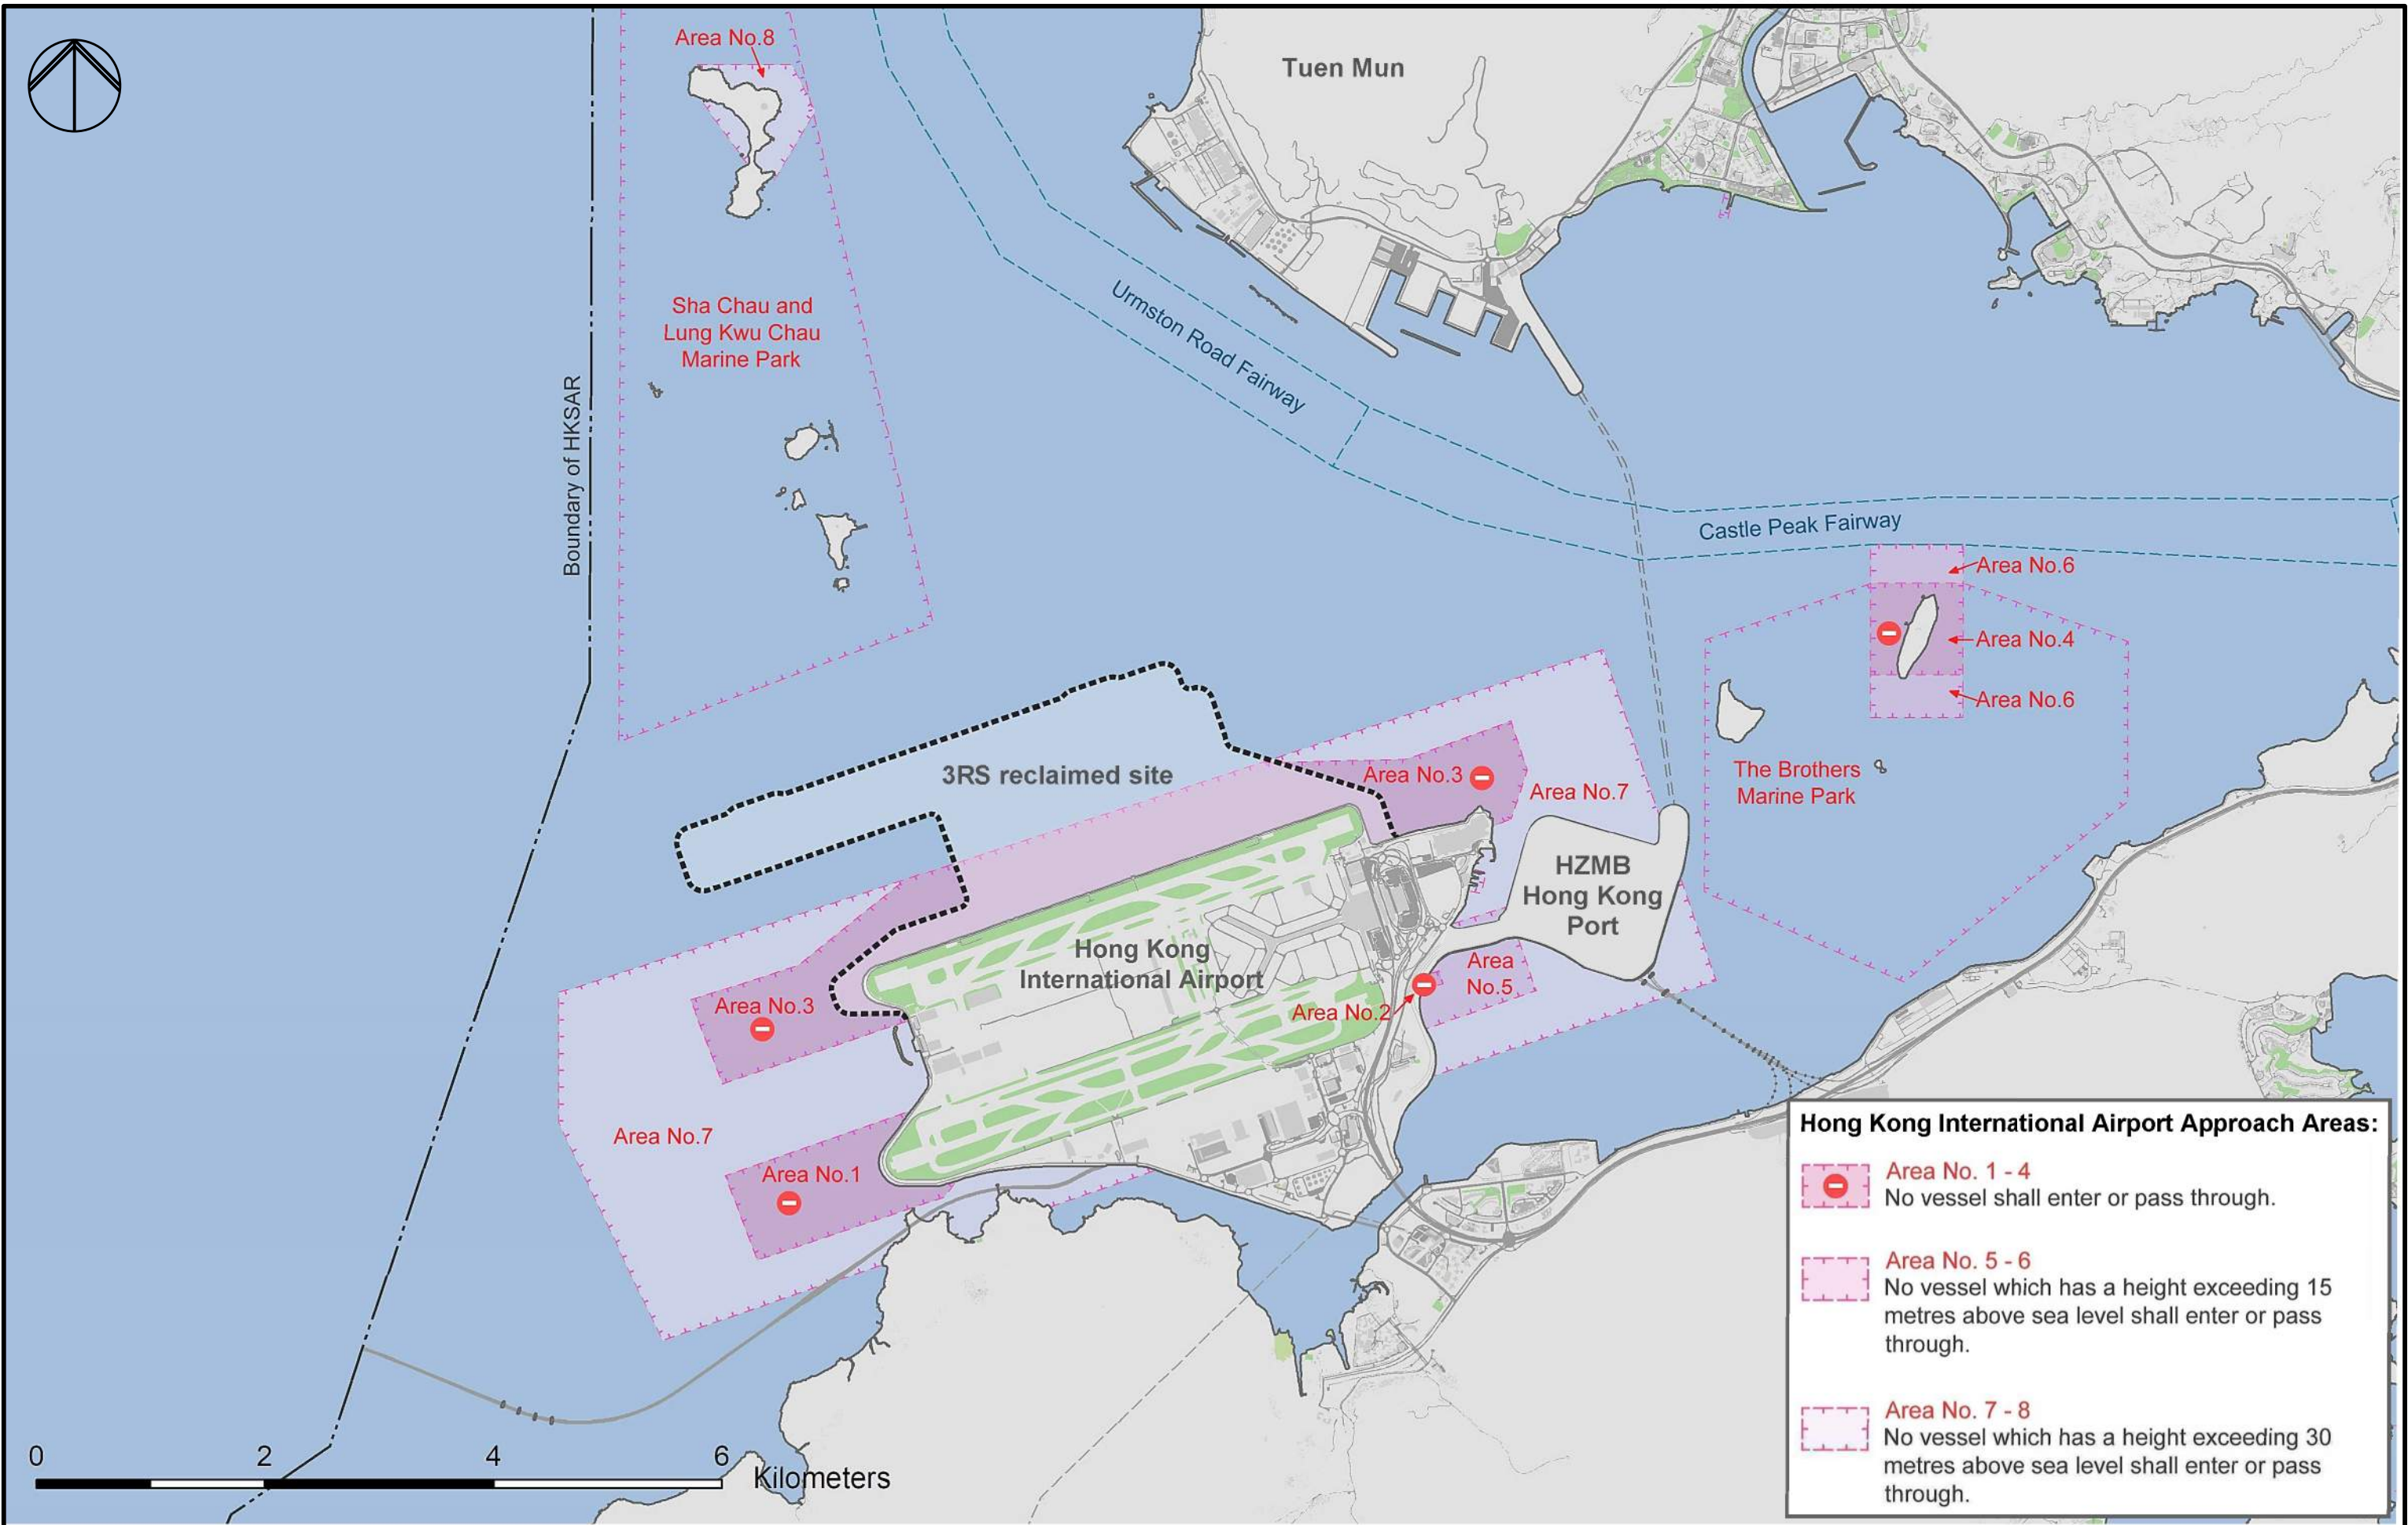 Area No.8
Tuen Mun
Sha Chau and
Lung Kwu Chau
Marine Park
Urmston Road Fairway
Boundary of HKSAR
Castle Peak Fairway
Area No.6
Area No.4
Area No.6
3RS reclaimed site
Area No.3
Area No.7
The Brothers
Marine Park
HZMB
Hong Kong
Port
Hong Kong
International Airport
Area
No.5
Area No.2
Area No.3
Area No.7
Area No.1
Hong Kong International Airport Approach Areas:
Area No. 1 - 4
No vessel shall enter or pass through.
Area No. 5 - 6
No vessel which has a height exceeding 15
metres above sea level shall enter or pass
through.
Area No. 7 - 8
No vessel which has a height exceeding 30
metres above sea level shall enter or pass
through.
0 2 4 6
Kilometers